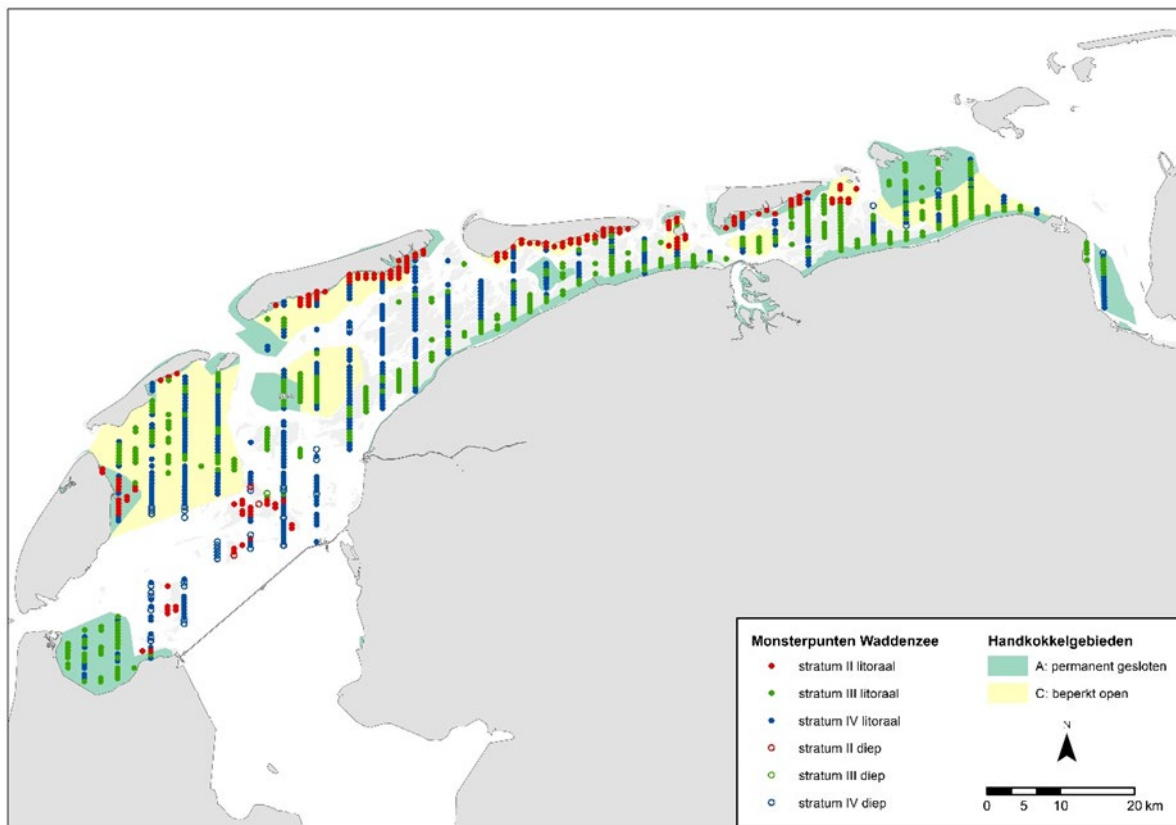 Monsterpunten Waddenzee
stratum II litoraal
stratum III litoraal
stratum IV litoraal
stratum II diep
stratum III diep
stratum IV diep
Handkokkelgebieden
A: permanent gesloten
C: beperkt open
N
0 5 10 20 km